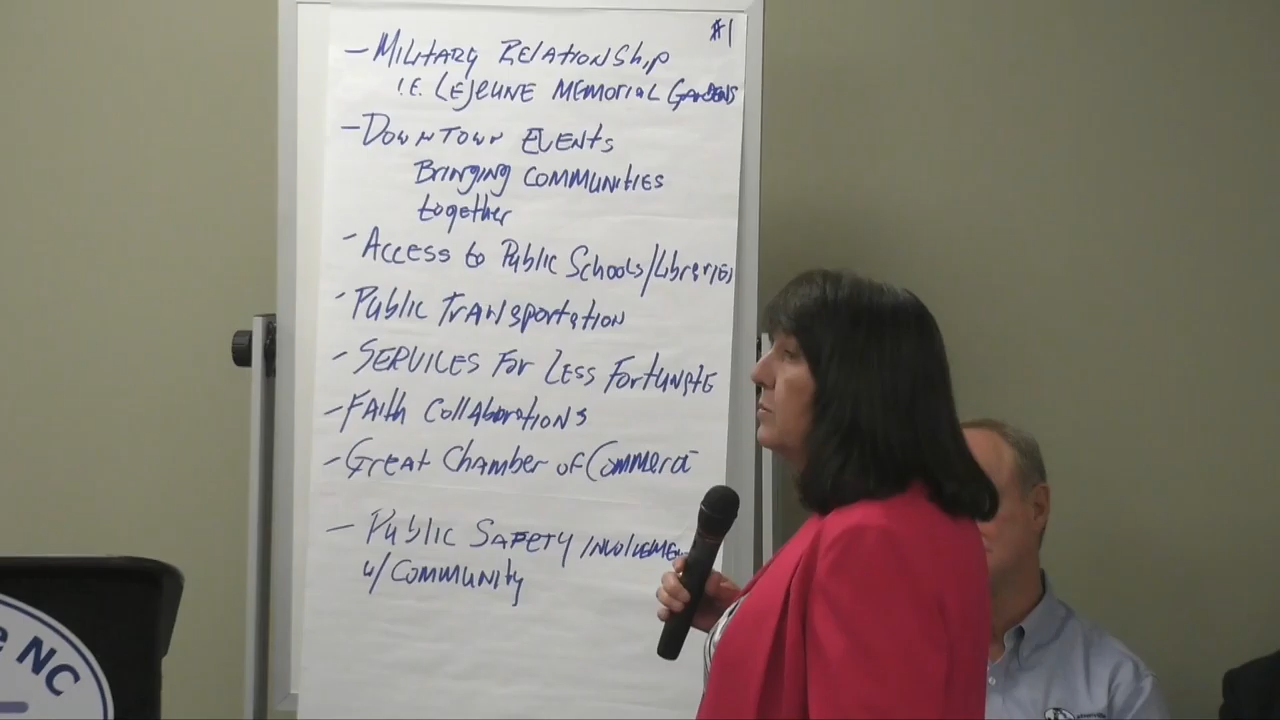 #1
- Military Relationship
i.e. Lejeune Memorial Gardens
- Downtown Events
Bringing Communities
together
- Access to Public Schools/Libraries
- Public Transportation
- Services for Less Fortunate
- Faith Collaborations
- Great Chamber of Commerce
- Public Safety Involveme
w/ Community
e NC